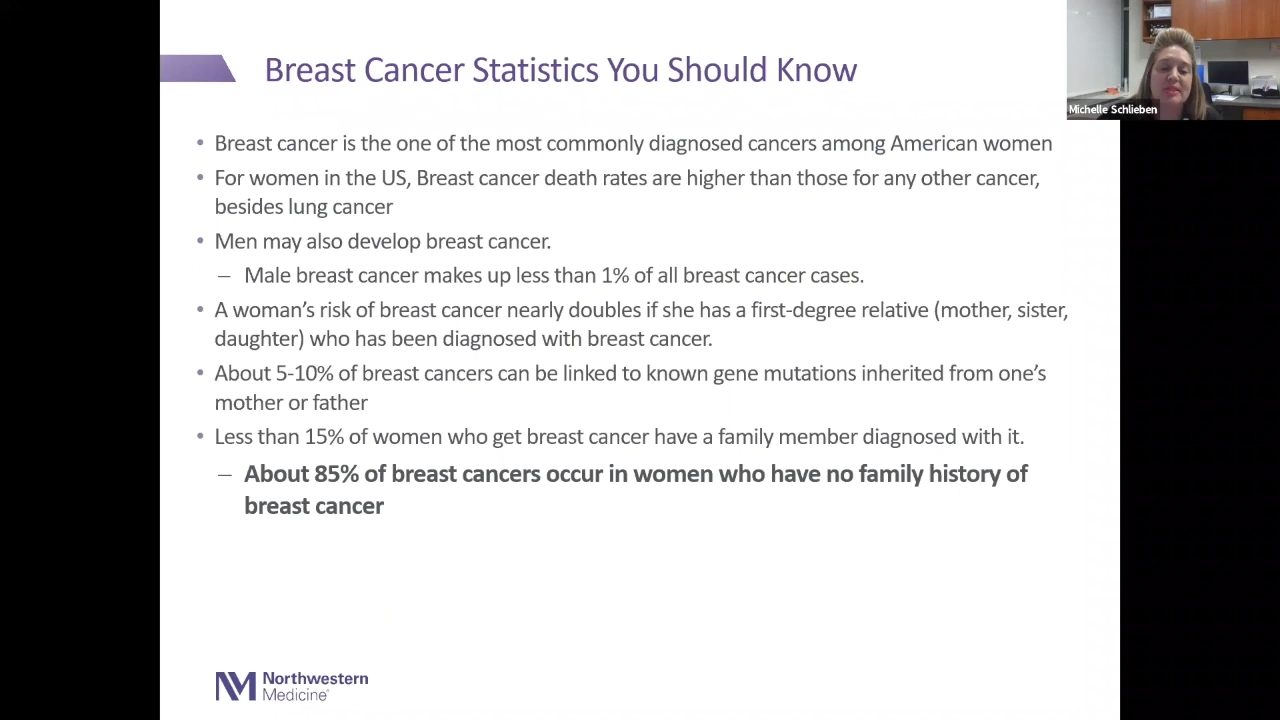 Breast Cancer Statistics You Should Know
Michelle Schlieben
• Breast cancer is the one of the most commonly diagnosed cancers among American women
• For women in the US, Breast cancer death rates are higher than those for any other cancer,
besides lung cancer
• Men may also develop breast cancer.
– Male breast cancer makes up less than 1% of all breast cancer cases.
• A woman’s risk of breast cancer nearly doubles if she has a first-degree relative (mother, sister,
daughter) who has been diagnosed with breast cancer.
• About 5-10% of breast cancers can be linked to known gene mutations inherited from one’s
mother or father
• Less than 15% of women who get breast cancer have a family member diagnosed with it.
– About 85% of breast cancers occur in women who have no family history of
breast cancer
NM Northwestern
Medicine®